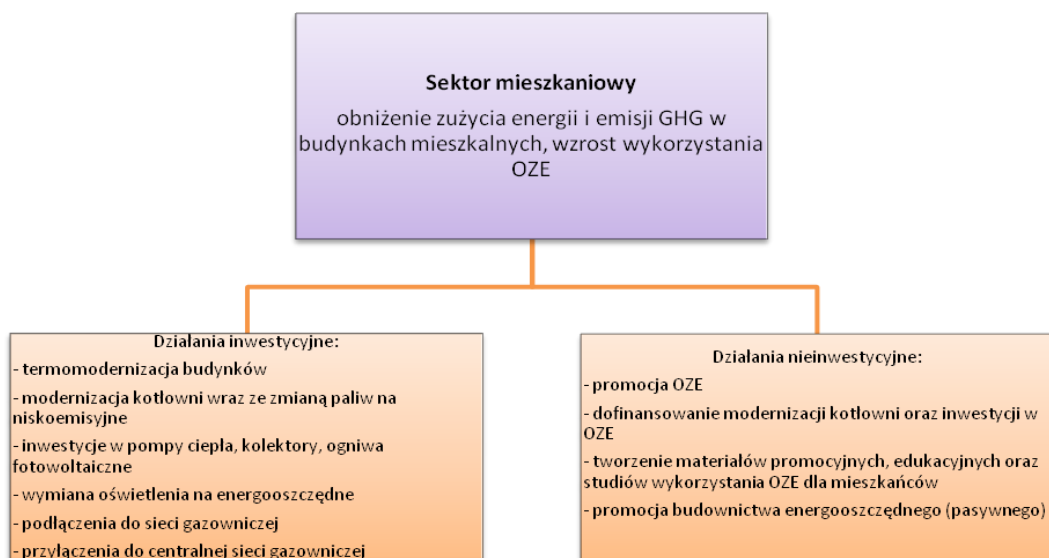 Sektor mieszkaniowy
obniżenie zużycia energii i emisji GHG w
budynkach mieszkalnych, wzrost wykorzystania
OZE
Działania inwestycyjne:
- termomodernizacja budynków
- modernizacja kotłowni wraz ze zmianą paliw na
niskoemisyjne
- inwestycje w pompy ciepła, kolektory, ogniwa
fotowoltaiczne
- wymiana oświetlenia na energooszczędne
- podłączenia do sieci gazowniczej
- przyłączenia do centralnej sieci gazowniczej
Działania nieinwestycyjne:
- promocja OZE
- dofinansowanie modernizacji kotłowni oraz inwestycji w
OZE
- tworzenie materiałów promocyjnych, edukacyjnych oraz
studiów wykorzystania OZE dla mieszkańców
- promocja budownictwa energooszczędnego (pasywnego)